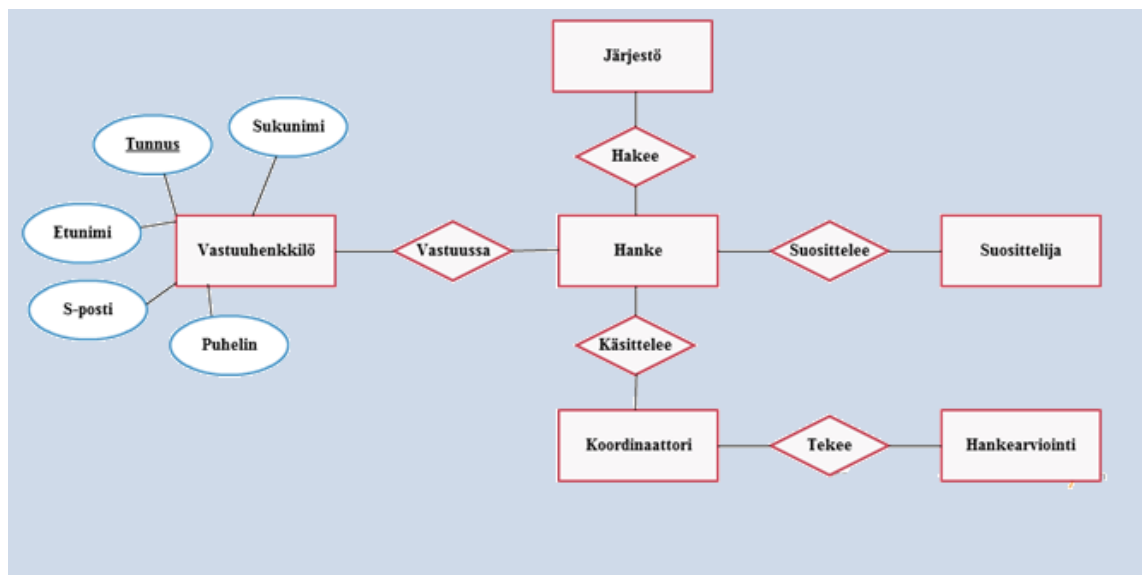 Järjestö
Sukunimi
Tunnus
Hakee
Etunimi
Vastuuhenkkilö
Vastuussa
Hanke
Suosittelee
Suosittelija
S-posti
Puhelin
Käsittelee
Koordinaattori
Tekee
Hankearviointi